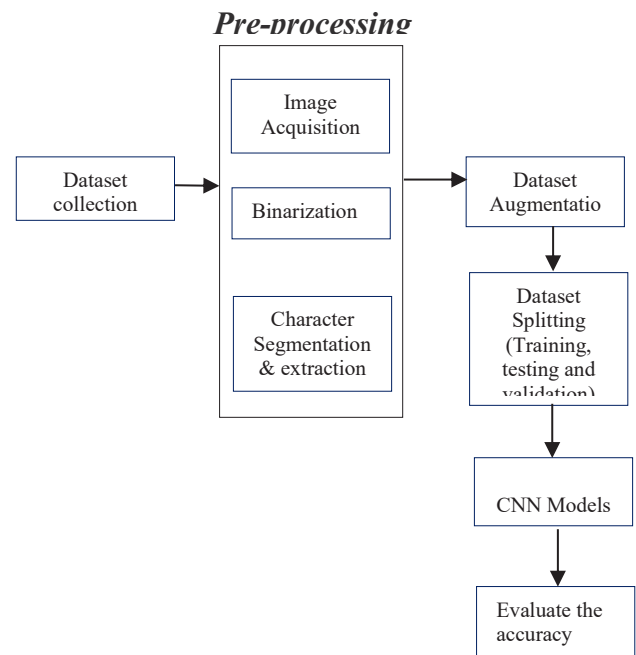 Pre-processing
Dataset
collection
Image
Acquisition
Binarization
Character
Segmentation
& extraction
Dataset
Augmentatio
Dataset
Splitting
(Training,
testing and
validation)
CNN Models
Evaluate the
accuracy